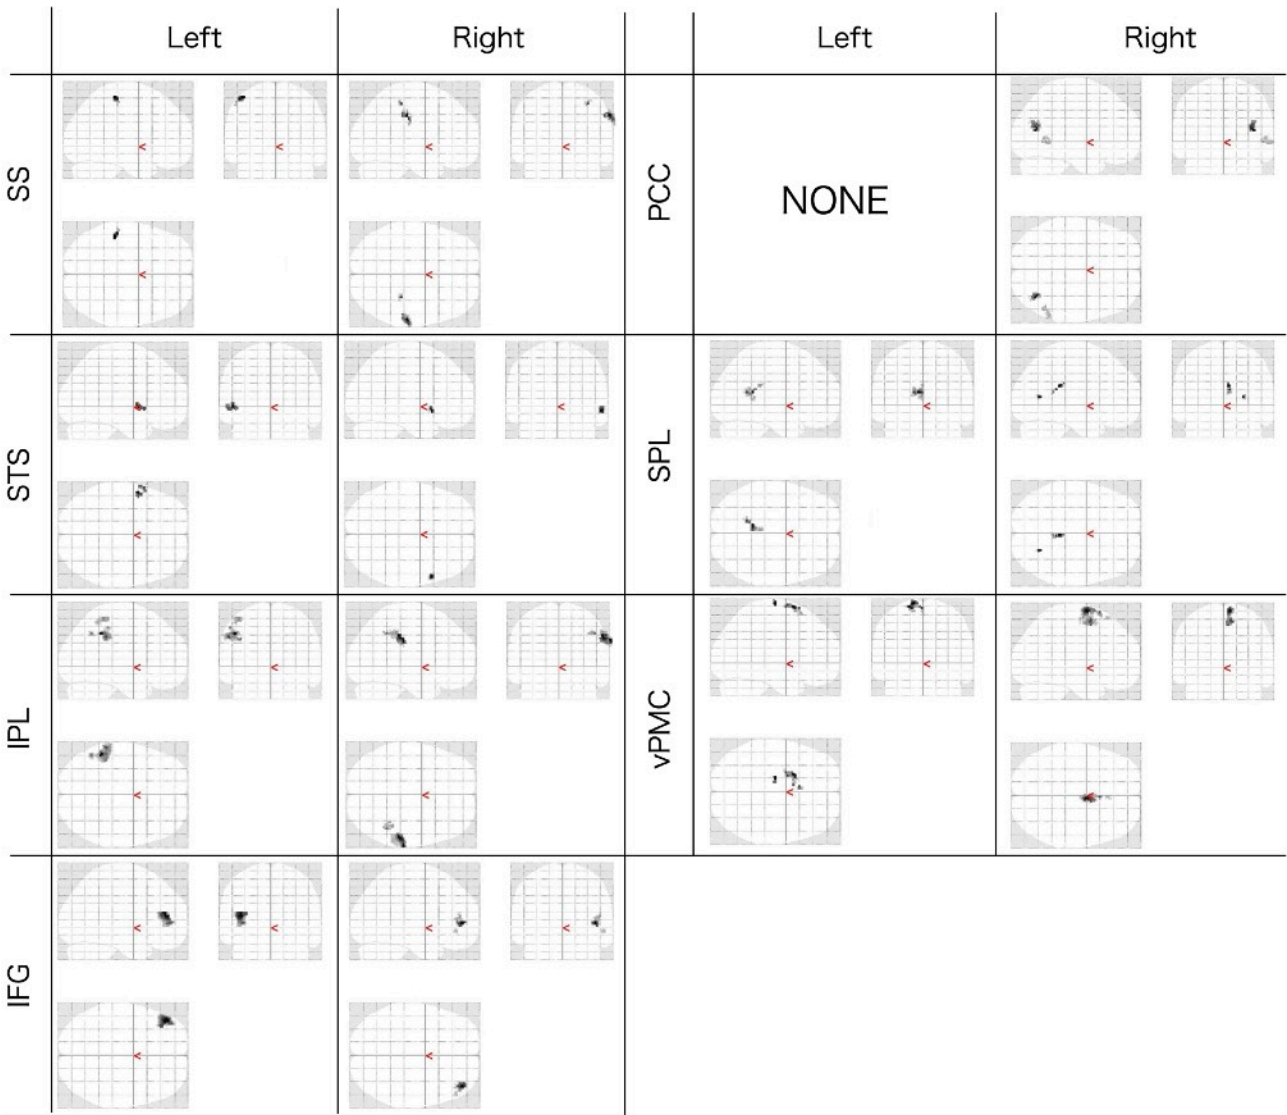 Left Right Left Right
SS
PCC
NONE
STS
SPL
IPL
vPMC
IFG